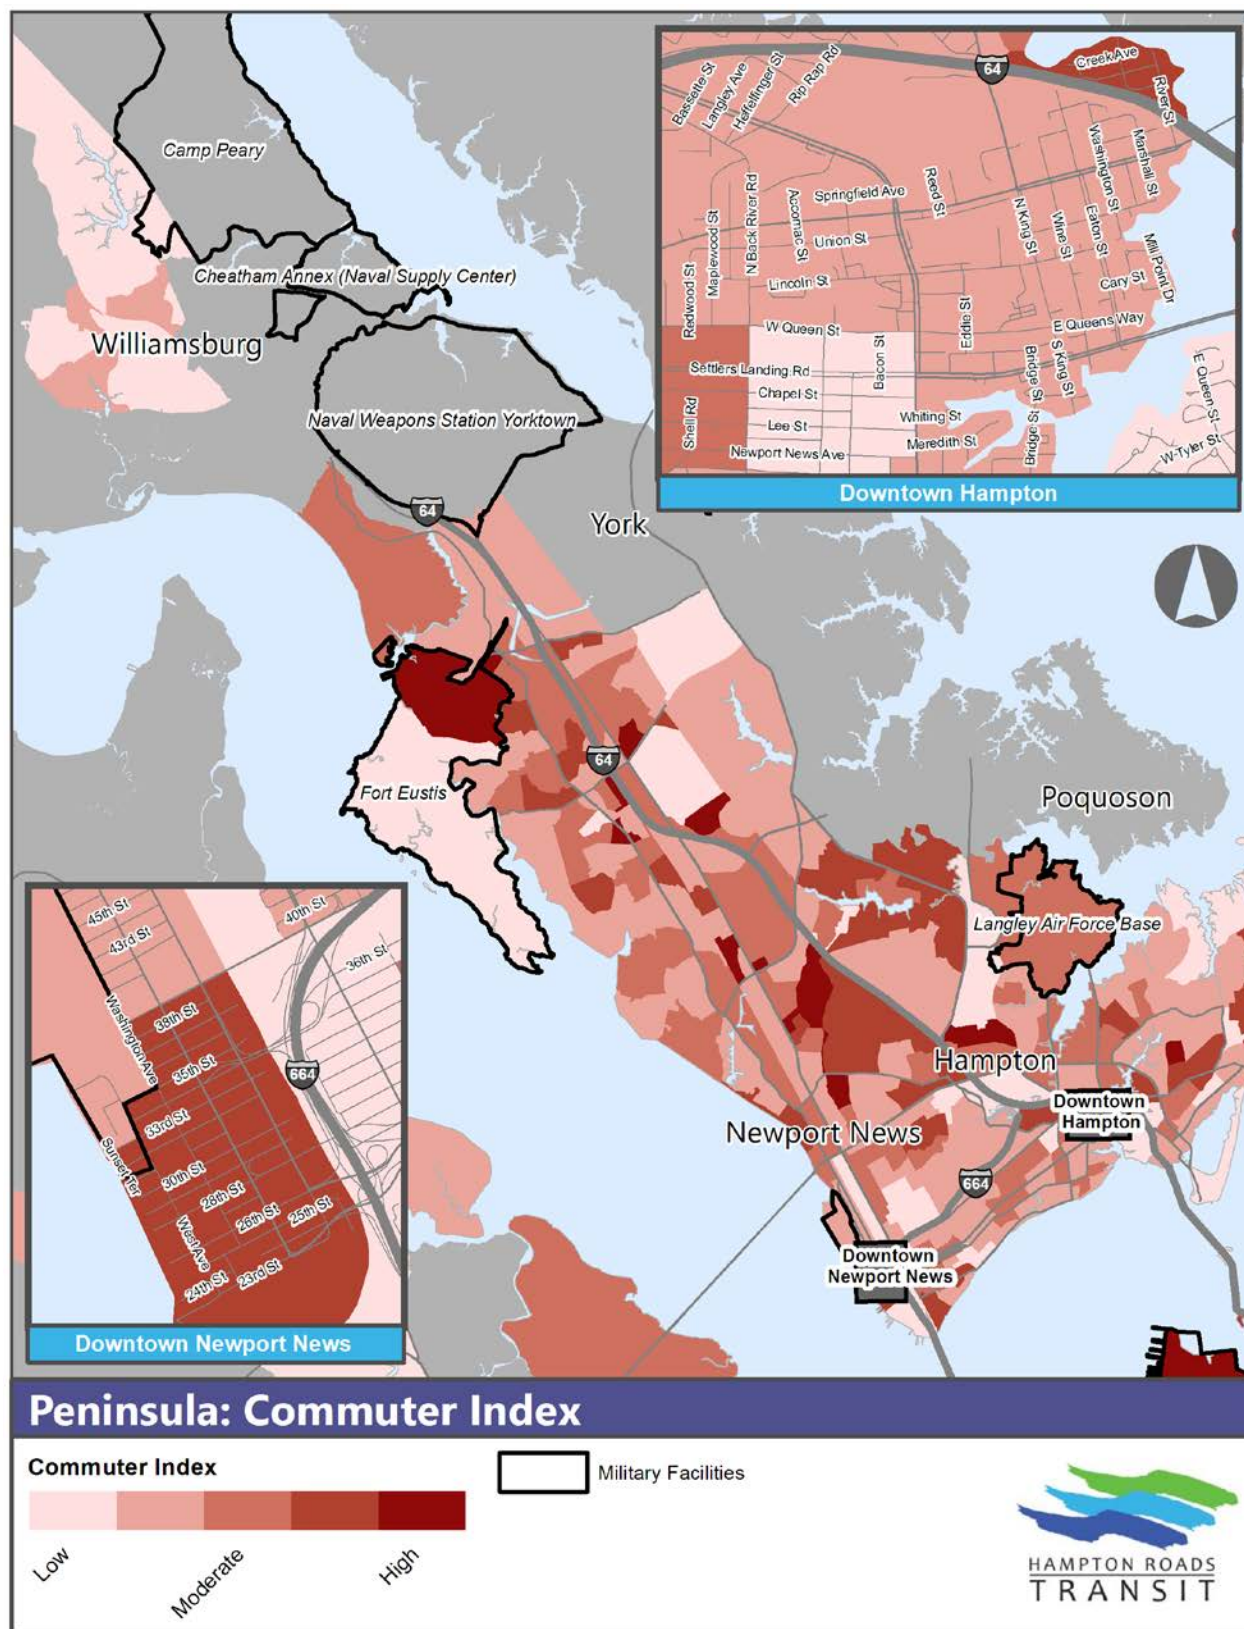 Camp Peary
Cheatham Annex (Naval Supply Center)
Williamsburg
Naval Weapons Station Yorktown
64
York
64
Fort Eustis
Poquoson
Langley Air Force Base
Hampton
Downtown
Hampton
Newport News
664
Downtown
Newport News
64
Creek Ave
River St
Bassette St
Langley Ave
Heffelfinger St
Rip Rap Rd
Washington St
Marshall St
Redwood St
Maplewood St
N Back River Rd
Accomac St
Springfield Ave
Reed St
N King St
Wine St
Eaton St
Mill Point Dr
Union St
Lincoln St
Cary St
W Queen St
Eddie St
E Queens Way
Settlers Landing Rd
Bacon St
Bridge St
S King St
E Queen St
Chapel St
Shell Rd
Lee St
Whiting St
Newport News Ave
Meredith St
Bridge St
W Tyler St
Downtown Hampton
45th St
40th St
43rd St
36th St
Washington Ave
38th St
35th St
664
33rd St
Sunset Ter
30th St
28th St
26th St
25th St
West Ave
24th St
23rd St
Downtown Newport News
Peninsula: Commuter Index
Commuter Index
Military Facilities
Low
Moderate
High
HAMPTON ROADS
TRANSIT